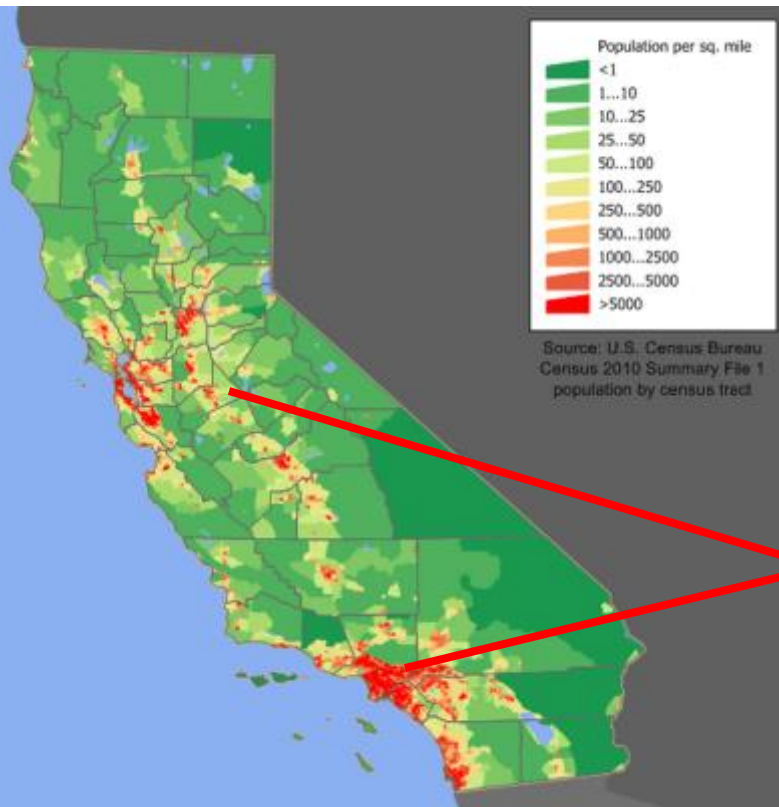 Population per sq. mile
<1
1...10
10...25
25...50
50...100
100...250
250...500
500...1000
1000...2500
2500...5000
>5000
Source: U.S. Census Bureau
Census 2010 Summary File 1
population by census tract